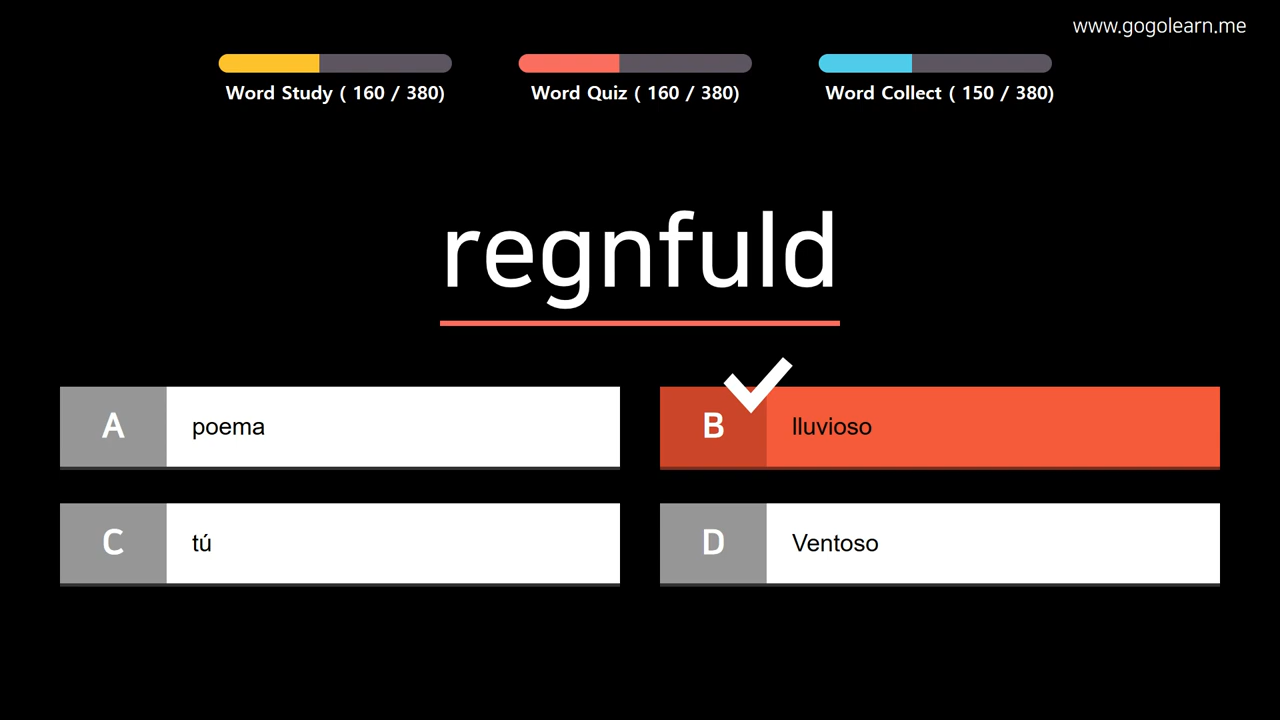 www.gogolearn.me
Word Study ( 160 / 380)
Word Quiz ( 160 / 380)
Word Collect ( 150 / 380)
regnfuld
A poema
B lluvioso
C tú
D Ventoso